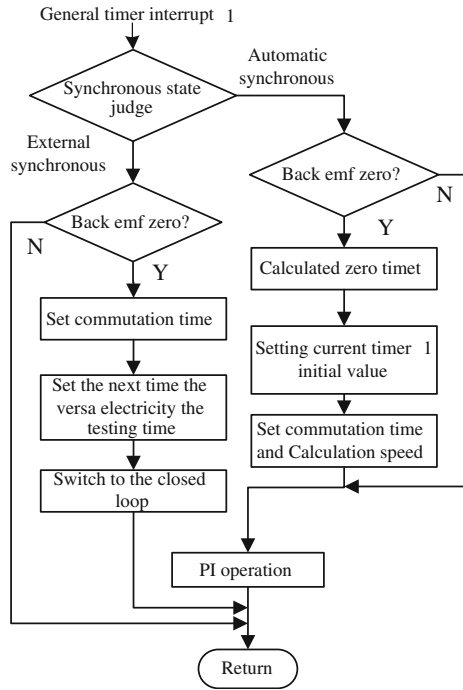 General timer interrupt 1
Automatic
synchronous
Synchronous state
judge
External
synchronous
Back emf zero?
N
Y
Back emf zero?
N
Y
Set commutation time
Calculated zero timet
Set the next time the
versa electricity the
testing time
Setting current timer 1
initial value
Switch to the closed
loop
Set commutation time
and Calculation speed
PI operation
Return